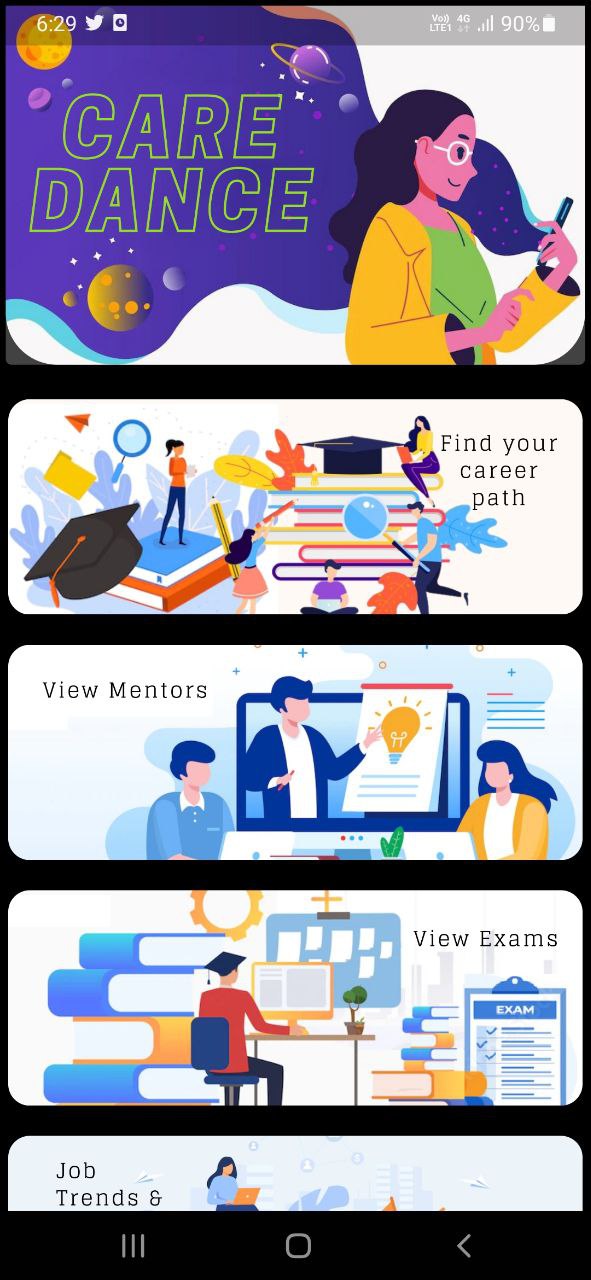 6:29
Vo)) 4G
LTE1
90%
CARE
DANCE
Find your
career
path
View Mentors
View Exams
EXAM
Job
Trends &